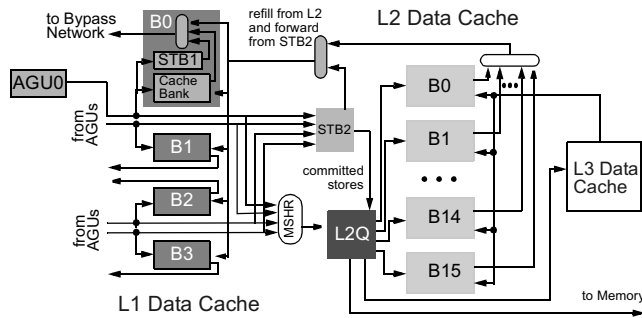 to Bypass
Network
B0
STB1
Cache
Bank
AGU0
from
AGUs
B1
B2
from
AGUs
B3
L1 Data Cache
refill from L2
and forward
from STB2
STB2
committed
stores
MSHR
L2Q
L2 Data Cache
B0
B1
B14
B15
L3 Data
Cache
to Memory